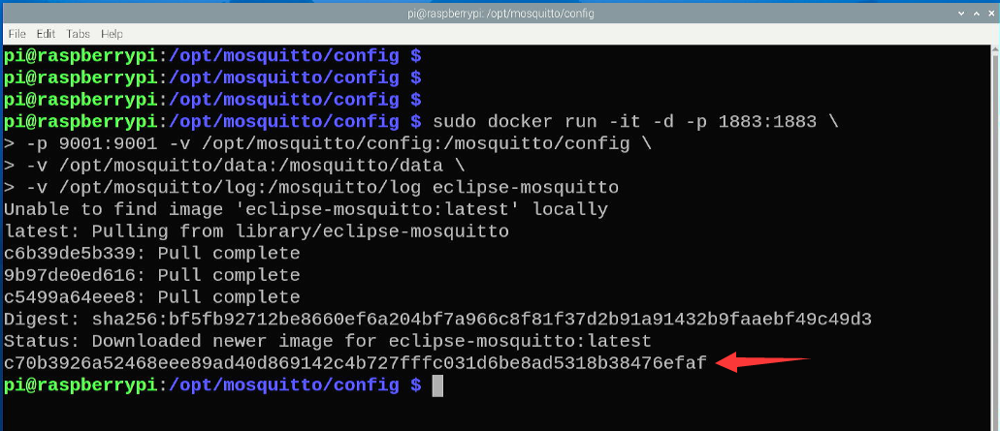 pi@raspberrypi: /opt/mosquitto/config
File Edit Tabs Help
pi@raspberrypi:/opt/mosquitto/config $
pi@raspberrypi:/opt/mosquitto/config $
pi@raspberrypi:/opt/mosquitto/config $
pi@raspberrypi:/opt/mosquitto/config $ sudo docker run -it -d -p 1883:1883 \
> -p 9001:9001 -v /opt/mosquitto/config:/mosquitto/config \
> -v /opt/mosquitto/data:/mosquitto/data \
> -v /opt/mosquitto/log:/mosquitto/log eclipse-mosquitto
Unable to find image 'eclipse-mosquitto:latest' locally
latest: Pulling from library/eclipse-mosquitto
c6b39de5b339: Pull complete
9b97de0ed616: Pull complete
c5499a64eee8: Pull complete
Digest: sha256:bf5fb92712be8660ef6a204bf7a966c8f81f37d2b91a91432b9faaebf49c49d3
Status: Downloaded newer image for eclipse-mosquitto:latest
c70b3926a52468eee89ad40d869142c4b727fffc031d6be8ad5318b38476efaf
pi@raspberrypi:/opt/mosquitto/config $